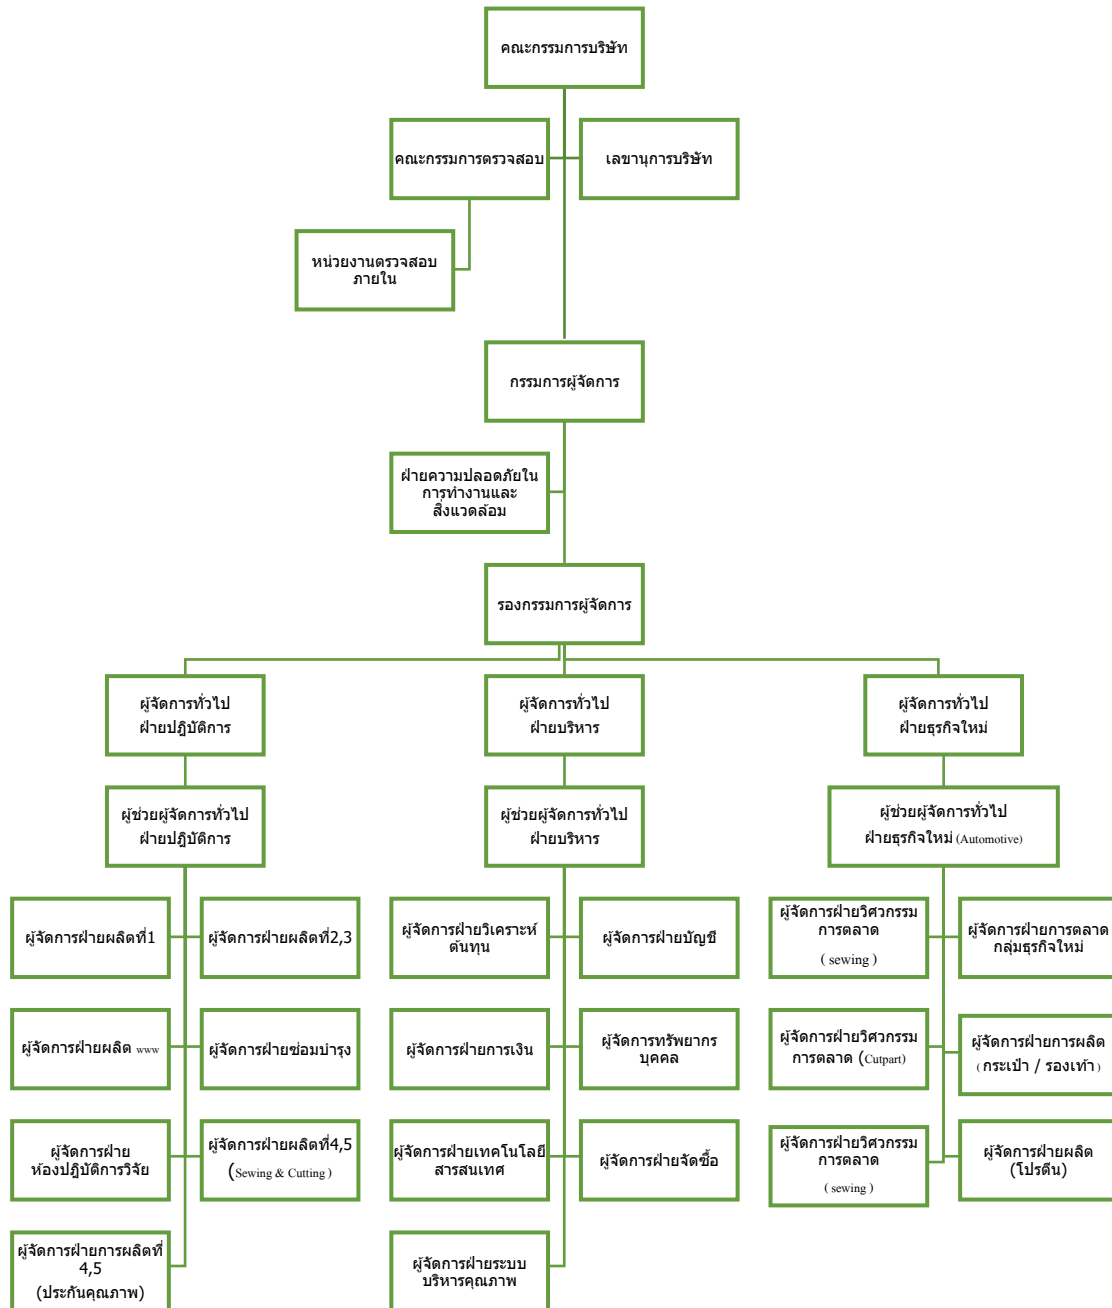 คณะกรรมการบริษัท
คณะกรรมการตรวจสอบ
เลขานุการบริษัท
หน่วยงานตรวจสอบ
ภายใน
กรรมการผู้จัดการ
ฝ่ายความปลอดภัยใน
การทำงานและ
สิ่งแวดล้อม
รองกรรมการผู้จัดการ
ผู้จัดการทั่วไป
ฝ่ายปฎิบัติการ
ผู้จัดการทั่วไป
ฝ่ายบริหาร
ผู้จัดการทั่วไป
ฝ่ายธุรกิจใหม่
ผู้ช่วยผู้จัดการทั่วไป
ฝ่ายปฎิบัติการ
ผู้ช่วยผู้จัดการทั่วไป
ฝ่ายบริหาร
ผู้ช่วยผู้จัดการทั่วไป
ฝ่ายธุรกิจใหม่ (Automotive)
ผู้จัดการฝ่ายผลิตที่1
ผู้จัดการฝ่ายผลิตที่2,3
ผู้จัดการฝ่ายวิเคราะห์
ต้นทุน
ผู้จัดการฝ่ายบัญชี
ผู้จัดการฝ่ายวิศวกรรม
การตลาด
( sewing )
ผู้จัดการฝ่ายการตลาด
กลุ่มธุรกิจใหม่
ผู้จัดการฝ่ายผลิต www
ผู้จัดการฝ่ายซ่อมบำรุง
ผู้จัดการฝ่ายการเงิน
ผู้จัดการทรัพยากร
บุคคล
ผู้จัดการฝ่ายวิศวกรรม
การตลาด (Cutpart)
ผู้จัดการฝ่ายการผลิต
( กระเป๋า / รองเท้า )
ผู้จัดการฝ่าย
ห้องปฎิบัติการวิจัย
ผู้จัดการฝ่ายผลิตที่4,5
(Sewing & Cutting )
ผู้จัดการฝ่ายเทคโนโลยี
สารสนเทศ
ผู้จัดการฝ่ายจัดซื้อ
ผู้จัดการฝ่ายวิศวกรรม
การตลาด
( sewing )
ผู้จัดการฝ่ายผลิต
(โปรตีน)
ผู้จัดการฝ่ายการผลิตที่
4,5
(ประกันคุณภาพ)
ผู้จัดการฝ่ายระบบ
บริหารคุณภาพ